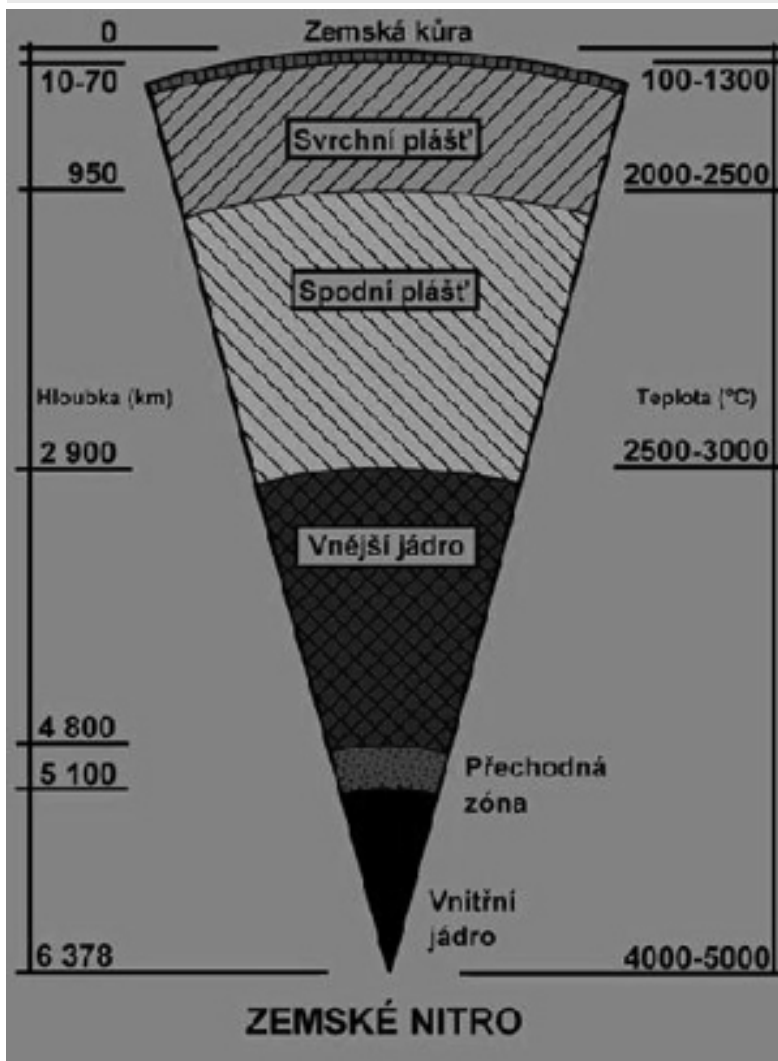 0 Zemská kůra
10-70 100-1300
Svrchní plášť
950 2000-2500
Spodní plášť
Hloubka (km) Teplota (°C)
2 900 2500-3000
Vnější jádro
4 800
5 100
Přechodná
zóna
Vnitřní
jádro
6 378 4000-5000
ZEMSKÉ NITRO